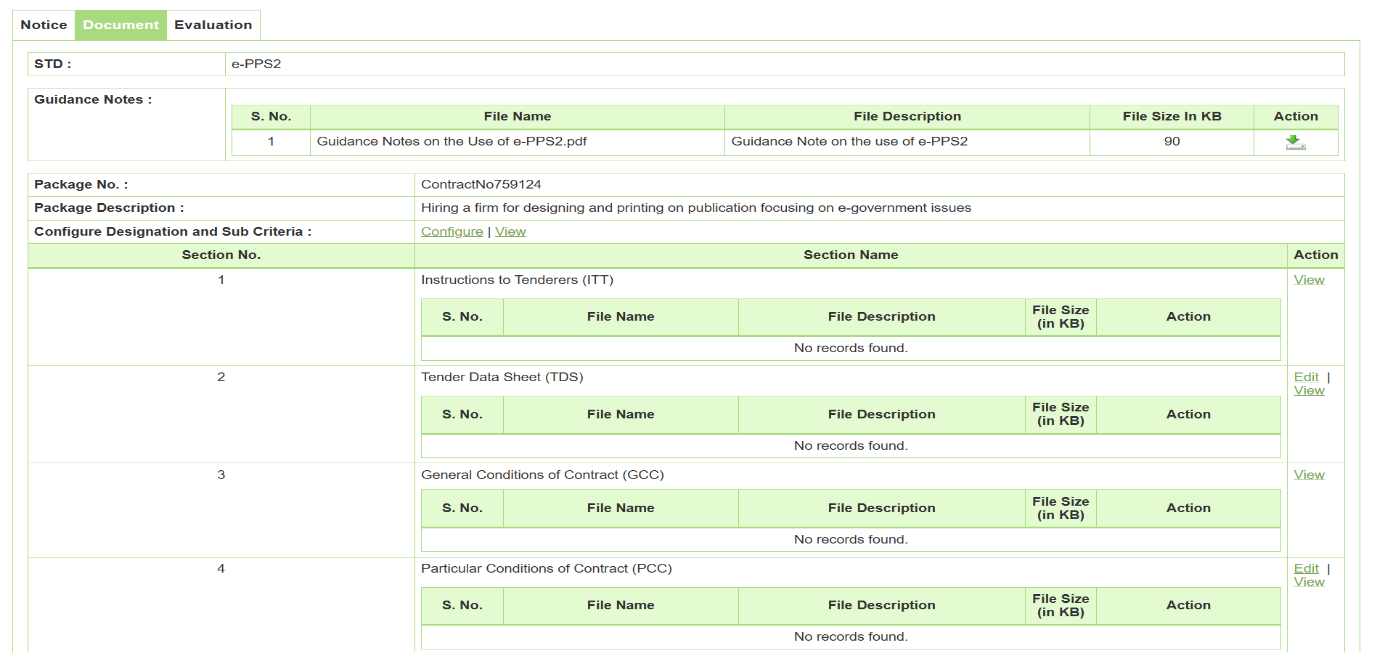 Notice Document Evaluation
STD : e-PPS2
Guidance Notes :
S. No. File Name File Description File Size In KB Action
1 Guidance Notes on the Use of e-PPS2.pdf Guidance Note on the use of e-PPS2 90
Package No. : ContractNo759124
Package Description : Hiring a firm for designing and printing on publication focusing on e-government issues
Configure Designation and Sub Criteria : Configure | View
Section No. Section Name Action
1 Instructions to Tenderers (ITT) View
S. No. File Name File Description File Size (in KB) Action
No records found.
2 Tender Data Sheet (TDS) Edit | View
S. No. File Name File Description File Size (in KB) Action
No records found.
3 General Conditions of Contract (GCC) View
S. No. File Name File Description File Size (in KB) Action
No records found.
4 Particular Conditions of Contract (PCC) Edit | View
S. No. File Name File Description File Size (in KB) Action
No records found.